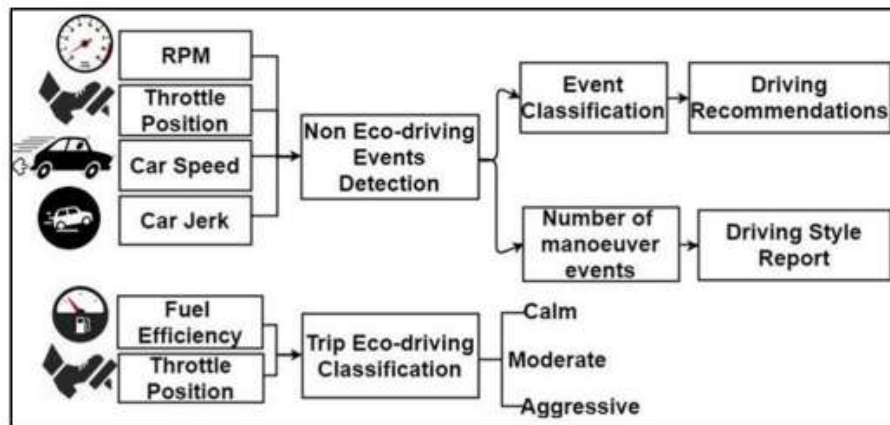 RPM
Throttle
Position
Car Speed
Car Jerk
Non Eco-driving
Events
Detection
Event
Classification
Driving
Recommendations
Number of
manoeuver
events
Driving Style
Report
Fuel
Efficiency
Throttle
Position
Trip Eco-driving
Classification
Calm
Moderate
Aggressive